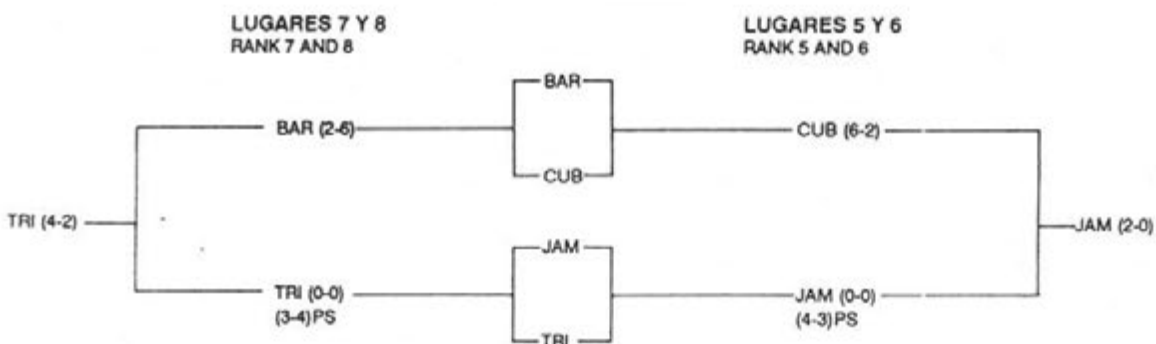 LUGARES 7 Y 8
RANK 7 AND 8
LUGARES 5 Y 6
RANK 5 AND 6
BAR
BAR (2-6)
CUB (6-2)
CUB
TRI (4-2)
JAM (2-0)
JAM
TRI (0-0)
(3-4)PS
JAM (0-0)
(4-3)PS
TRI